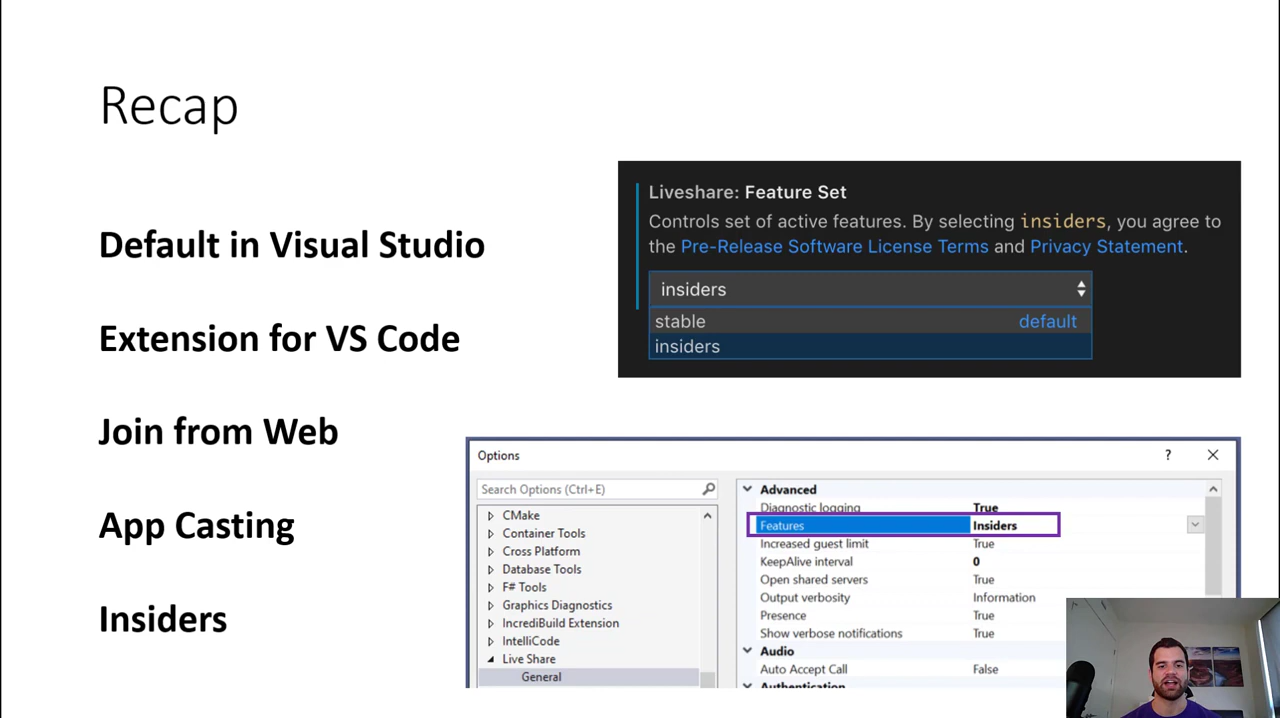 Recap
Default in Visual Studio
Extension for VS Code
Join from Web
App Casting
Insiders
Liveshare: Feature Set
Controls set of active features. By selecting insiders, you agree to
the Pre-Release Software License Terms and Privacy Statement.
insiders
stable default
insiders
Options ?
Search Options (Ctrl+E)
CMake
Container Tools
Cross Platform
Database Tools
F# Tools
Graphics Diagnostics
IncrediBuild Extension
IntelliCode
Live Share
General
Advanced
Diagnostic logging True
Features Insiders
Increased guest limit True
KeepAlive interval 0
Open shared servers True
Output verbosity Information
Presence True
Show verbose notifications True
Audio
Auto Accept Call False
Authentication